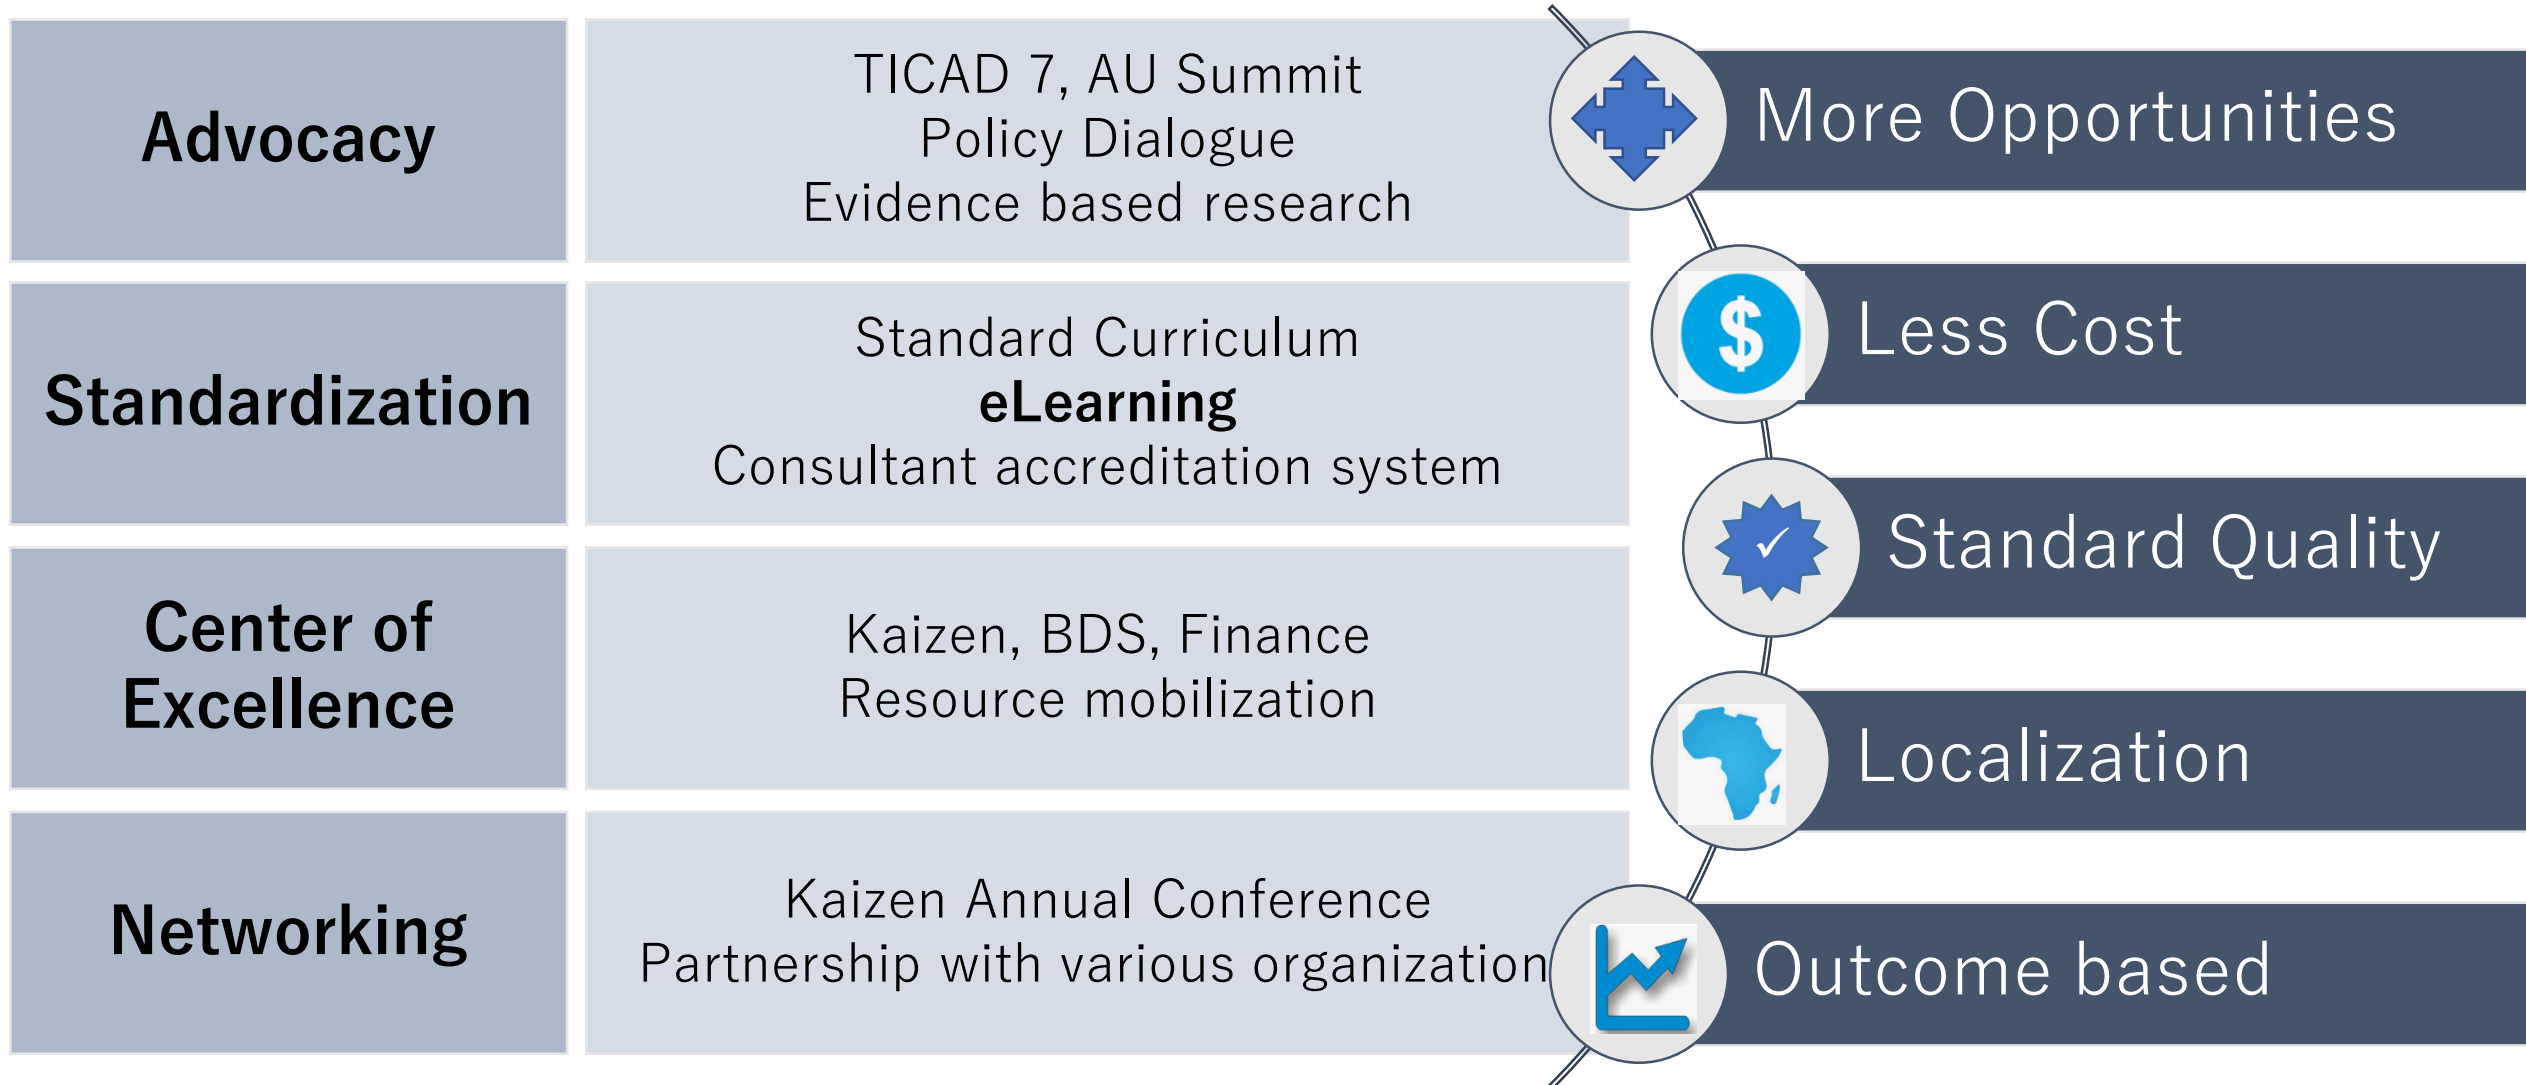 Advocacy
TICAD 7, AU Summit
Policy Dialogue
Evidence based research
Standardization
Standard Curriculum
eLearning
Consultant accreditation system
Center of
Excellence
Kaizen, BDS, Finance
Resource mobilization
Networking
Kaizen Annual Conference
Partnership with various organization
More Opportunities
$
Less Cost
Standard Quality
Localization
Outcome based